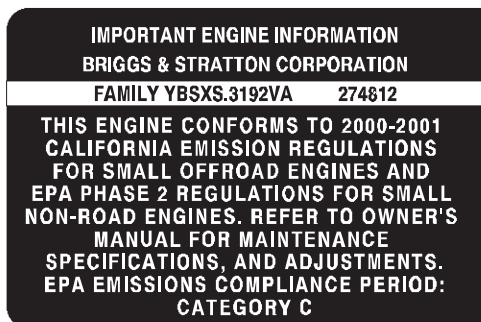 IMPORTANT ENGINE INFORMATION
BRIGGS & STRATTON CORPORATION
FAMILY YBSXS.3192VA 274812
THIS ENGINE CONFORMS TO 2000-2001
CALIFORNIA EMISSION REGULATIONS
FOR SMALL OFFROAD ENGINES AND
EPA PHASE 2 REGULATIONS FOR SMALL
NON-ROAD ENGINES. REFER TO OWNER'S
MANUAL FOR MAINTENANCE
SPECIFICATIONS, AND ADJUSTMENTS.
EPA EMISSIONS COMPLIANCE PERIOD:
CATEGORY C